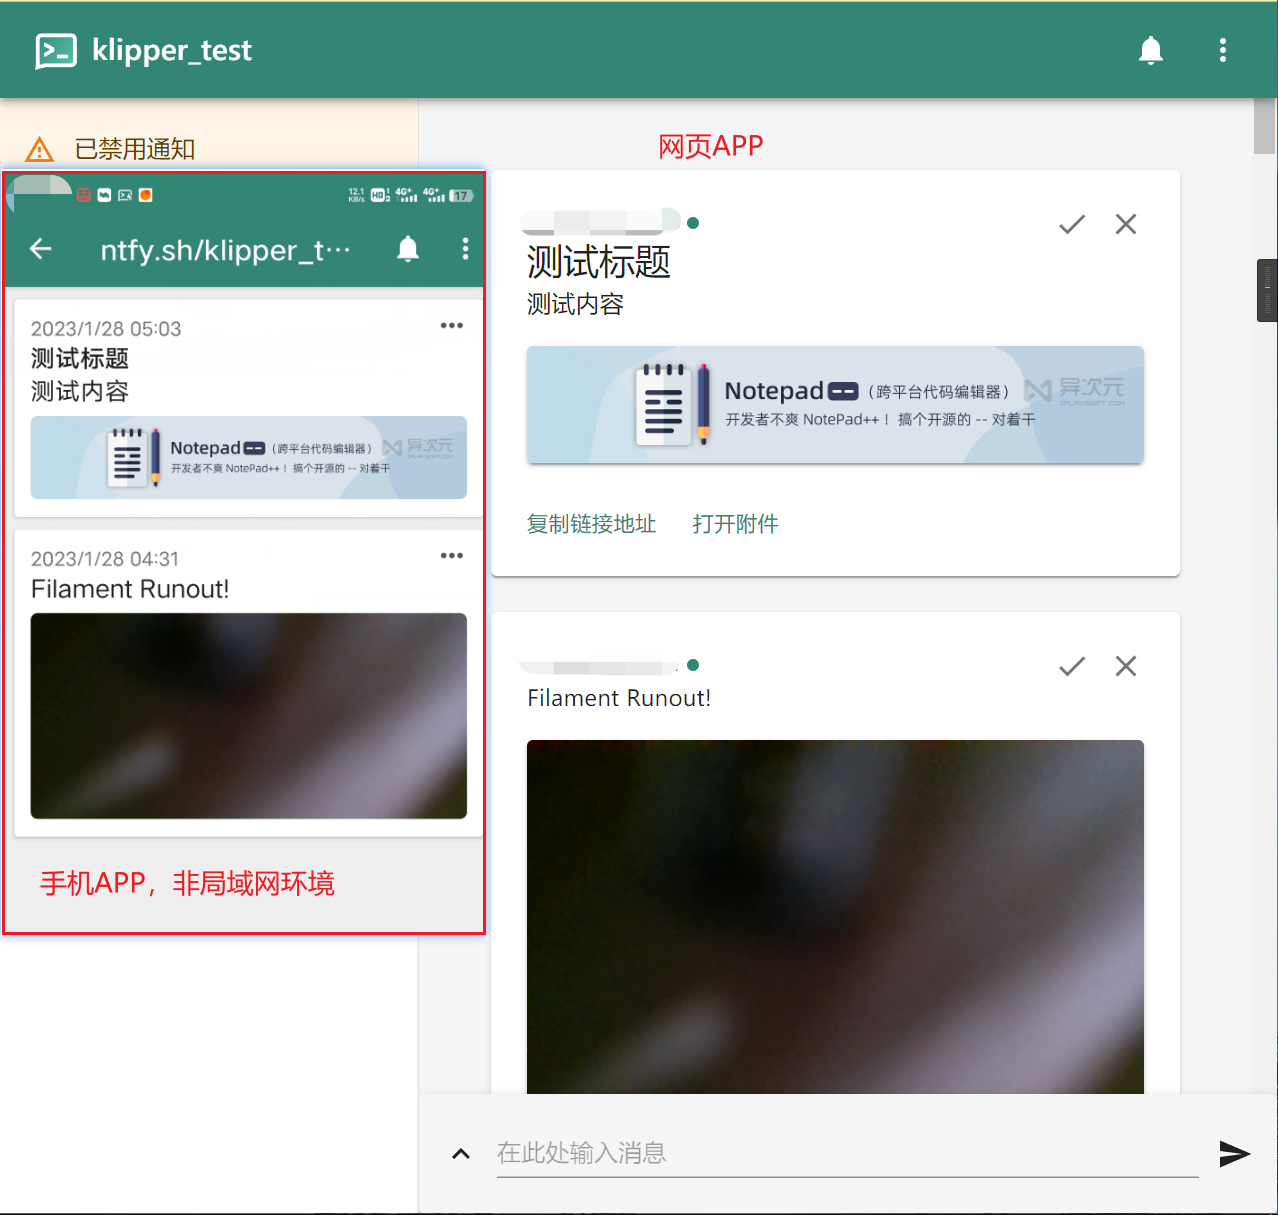 klipper_test
已禁用通知
网页APP
12.1
KB/s
HD 1 2
4G+
4G+
17
ntfy.sh/klipper_t···
2023/1/28 05:03
测试标题
测试内容
Notepad--（跨平台代码编辑器）
异次元
IPLAYSOFT.COM
开发者不爽 NotePad++！搞个开源的 -- 对着干
2023/1/28 04:31
Filament Runout!
手机APP，非局域网环境
测试标题
测试内容
Notepad--（跨平台代码编辑器）
异次元
IPLAYSOFT.COM
开发者不爽 NotePad++！搞个开源的 -- 对着干
复制链接地址
打开附件
Filament Runout!
在此处输入消息